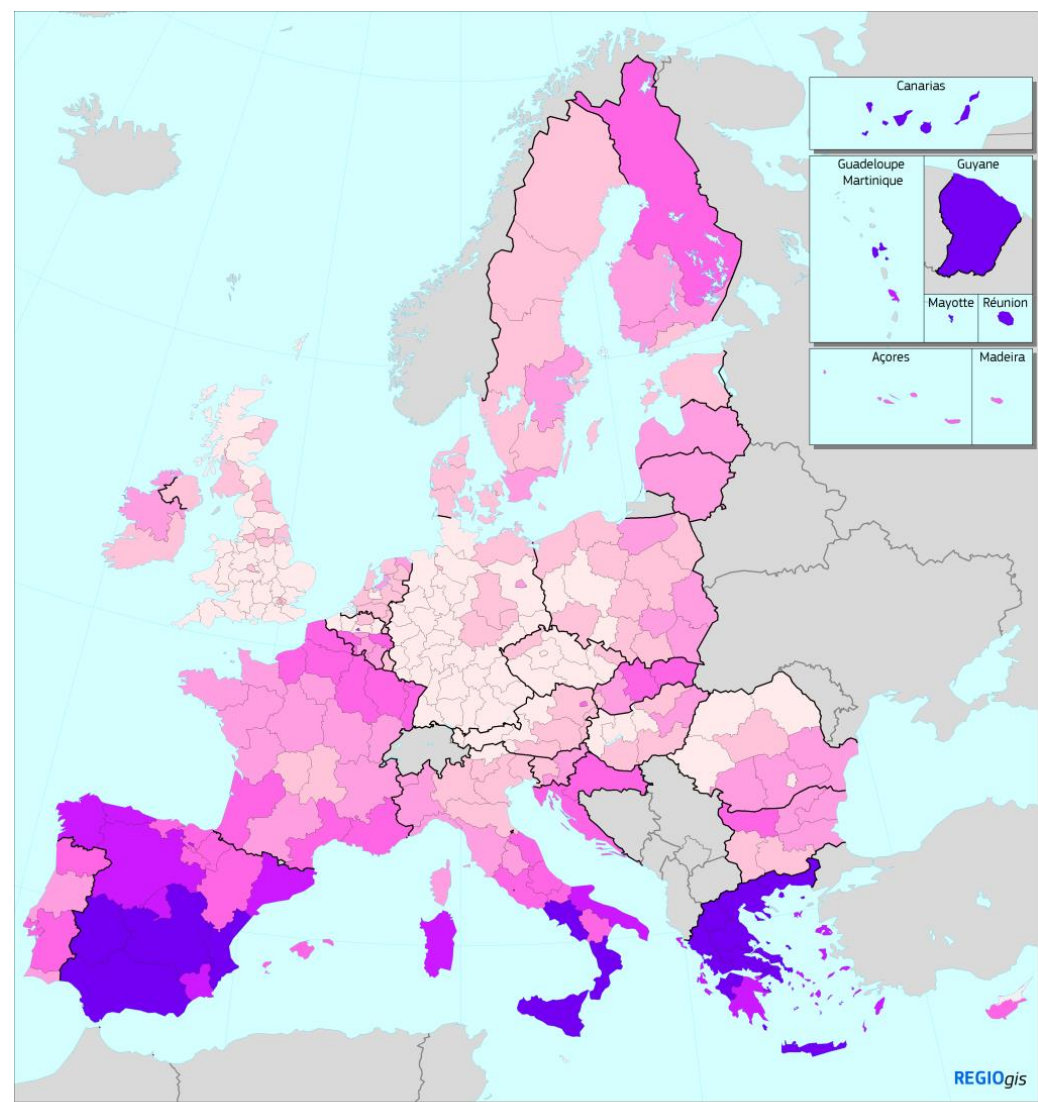 Canarias
Guadeloupe
Martinique
Guyane
Mayotte
Réunion
Açores
Madeira
REGIOgis